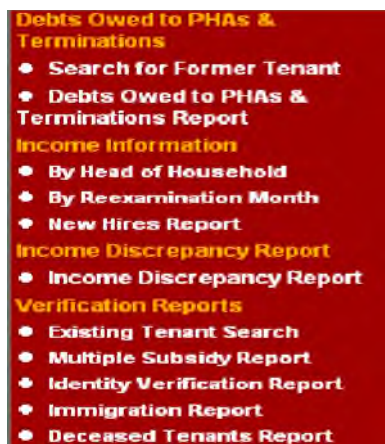 Debts Owed to PHAs &
Terminations
● Search for Former Tenant
● Debts Owed to PHAs &
Terminations Report
Income Information
● By Head of Household
● By Reexamination Month
● New Hires Report
Income Discrepancy Report
● Income Discrepancy Report
Verification Reports
● Existing Tenant Search
● Multiple Subsidy Report
● Identity Verification Report
● Immigration Report
● Deceased Tenants Report